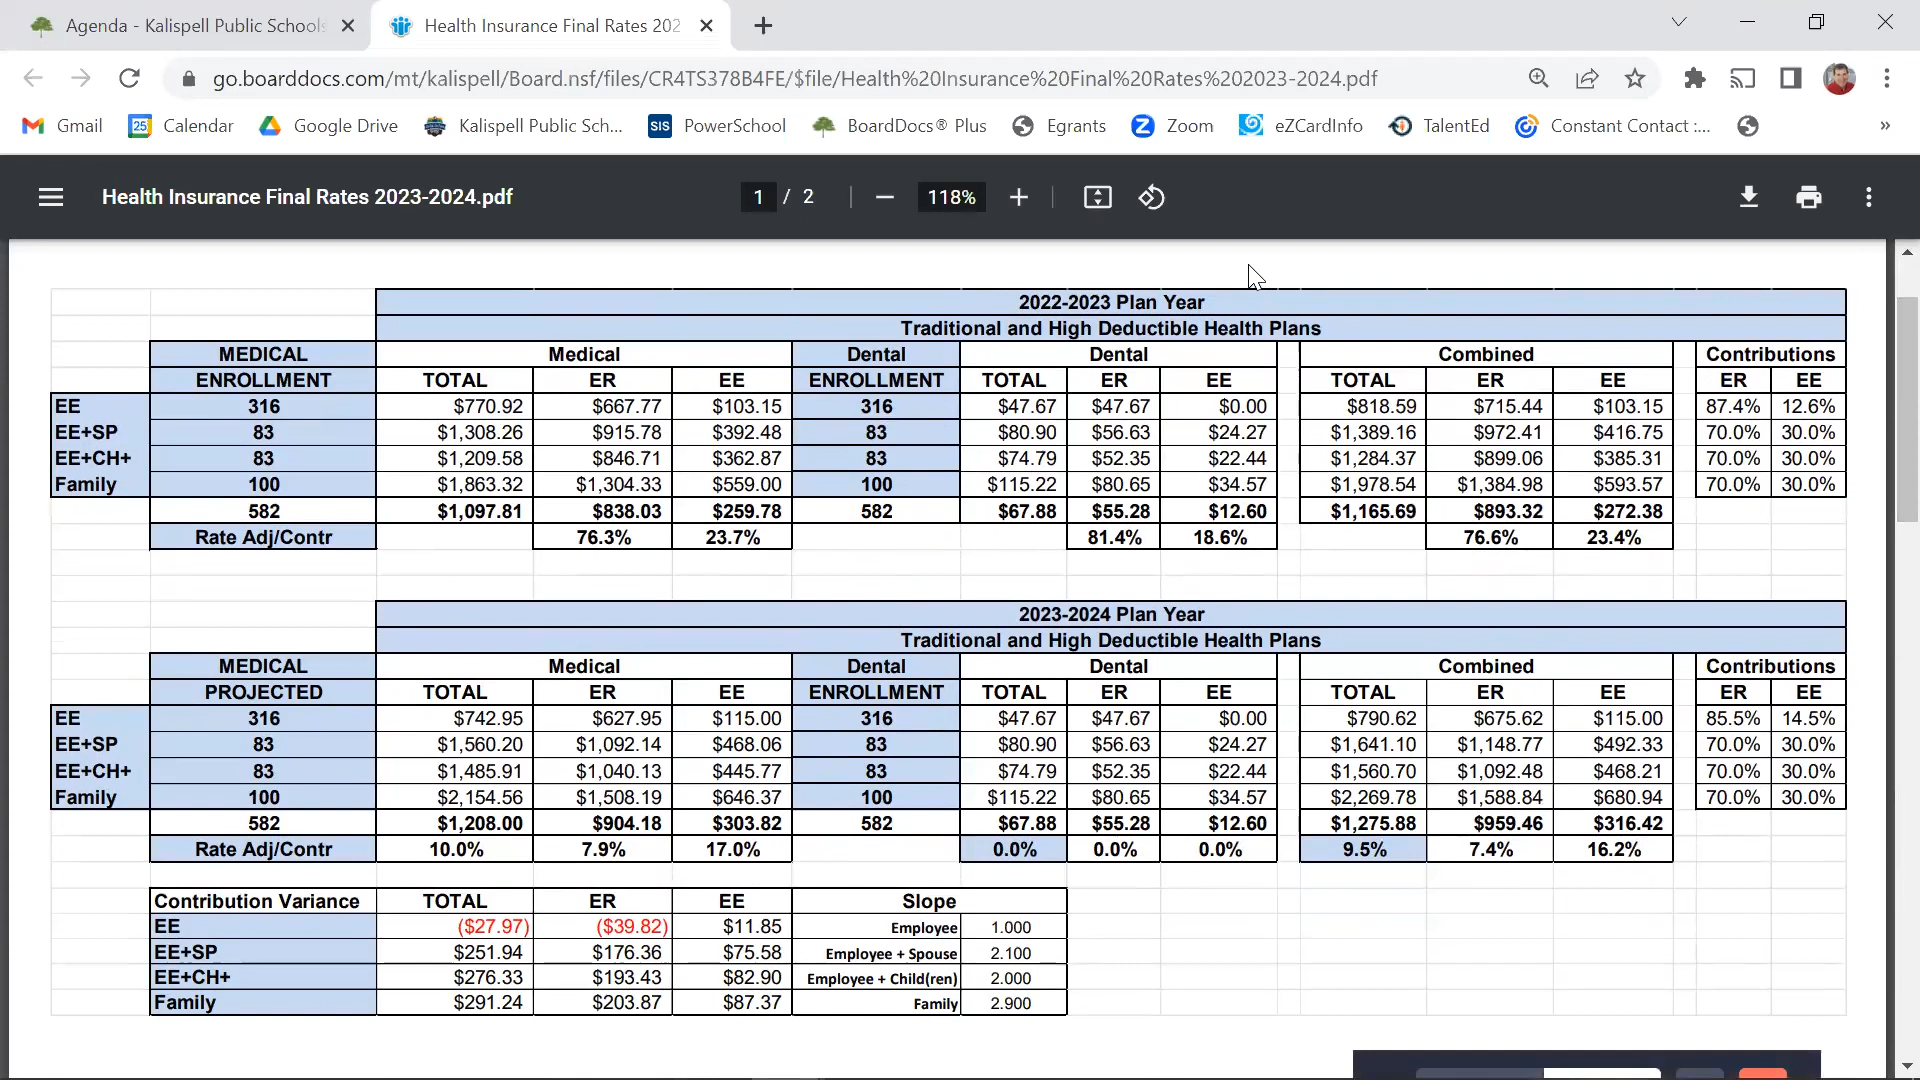 Agenda - Kalispell Public Schools
Health Insurance Final Rates 202
go.boarddocs.com/mt/kalispell/Board.nsf/files/CR4TS378B4FE/$file/Health%20Insurance%20Final%20Rates%202023-2024.pdf
Gmail 25 Calendar Google Drive Kalispell Public Sch... SIS PowerSchool BoardDocs® Plus Egrants Zoom eZCardInfo TalentEd Constant Contact :... »
Health Insurance Final Rates 2023-2024.pdf 1 / 2 — 118% +
2022-2023 Plan Year
Traditional and High Deductible Health Plans
MEDICAL Medical Dental Dental Combined Contributions
ENROLLMENT TOTAL ER EE ENROLLMENT TOTAL ER EE TOTAL ER EE ER EE
EE 316 $770.92 $667.77 $103.15 316 $47.67 $47.67 $0.00 $818.59 $715.44 $103.15 87.4% 12.6%
EE+SP 83 $1,308.26 $915.78 $392.48 83 $80.90 $56.63 $24.27 $1,389.16 $972.41 $416.75 70.0% 30.0%
EE+CH+ 83 $1,209.58 $846.71 $362.87 83 $74.79 $52.35 $22.44 $1,284.37 $899.06 $385.31 70.0% 30.0%
Family 100 $1,863.32 $1,304.33 $559.00 100 $115.22 $80.65 $34.57 $1,978.54 $1,384.98 $593.57 70.0% 30.0%
582 $1,097.81 $838.03 $259.78 582 $67.88 $55.28 $12.60 $1,165.69 $893.32 $272.38
Rate Adj/Contr 76.3% 23.7% 81.4% 18.6% 76.6% 23.4%
2023-2024 Plan Year
Traditional and High Deductible Health Plans
MEDICAL Medical Dental Dental Combined Contributions
PROJECTED TOTAL ER EE ENROLLMENT TOTAL ER EE TOTAL ER EE ER EE
EE 316 $742.95 $627.95 $115.00 316 $47.67 $47.67 $0.00 $790.62 $675.62 $115.00 85.5% 14.5%
EE+SP 83 $1,560.20 $1,092.14 $468.06 83 $80.90 $56.63 $24.27 $1,641.10 $1,148.77 $492.33 70.0% 30.0%
EE+CH+ 83 $1,485.91 $1,040.13 $445.77 83 $74.79 $52.35 $22.44 $1,560.70 $1,092.48 $468.21 70.0% 30.0%
Family 100 $2,154.56 $1,508.19 $646.37 100 $115.22 $80.65 $34.57 $2,269.78 $1,588.84 $680.94 70.0% 30.0%
582 $1,208.00 $904.18 $303.82 582 $67.88 $55.28 $12.60 $1,275.88 $959.46 $316.42
Rate Adj/Contr 10.0% 7.9% 17.0% 0.0% 0.0% 0.0% 9.5% 7.4% 16.2%
Contribution Variance TOTAL ER EE Slope
EE ($27.97) ($39.82) $11.85 Employee 1.000
EE+SP $251.94 $176.36 $75.58 Employee + Spouse 2.100
EE+CH+ $276.33 $193.43 $82.90 Employee + Child(ren) 2.000
Family $291.24 $203.87 $87.37 Family 2.900